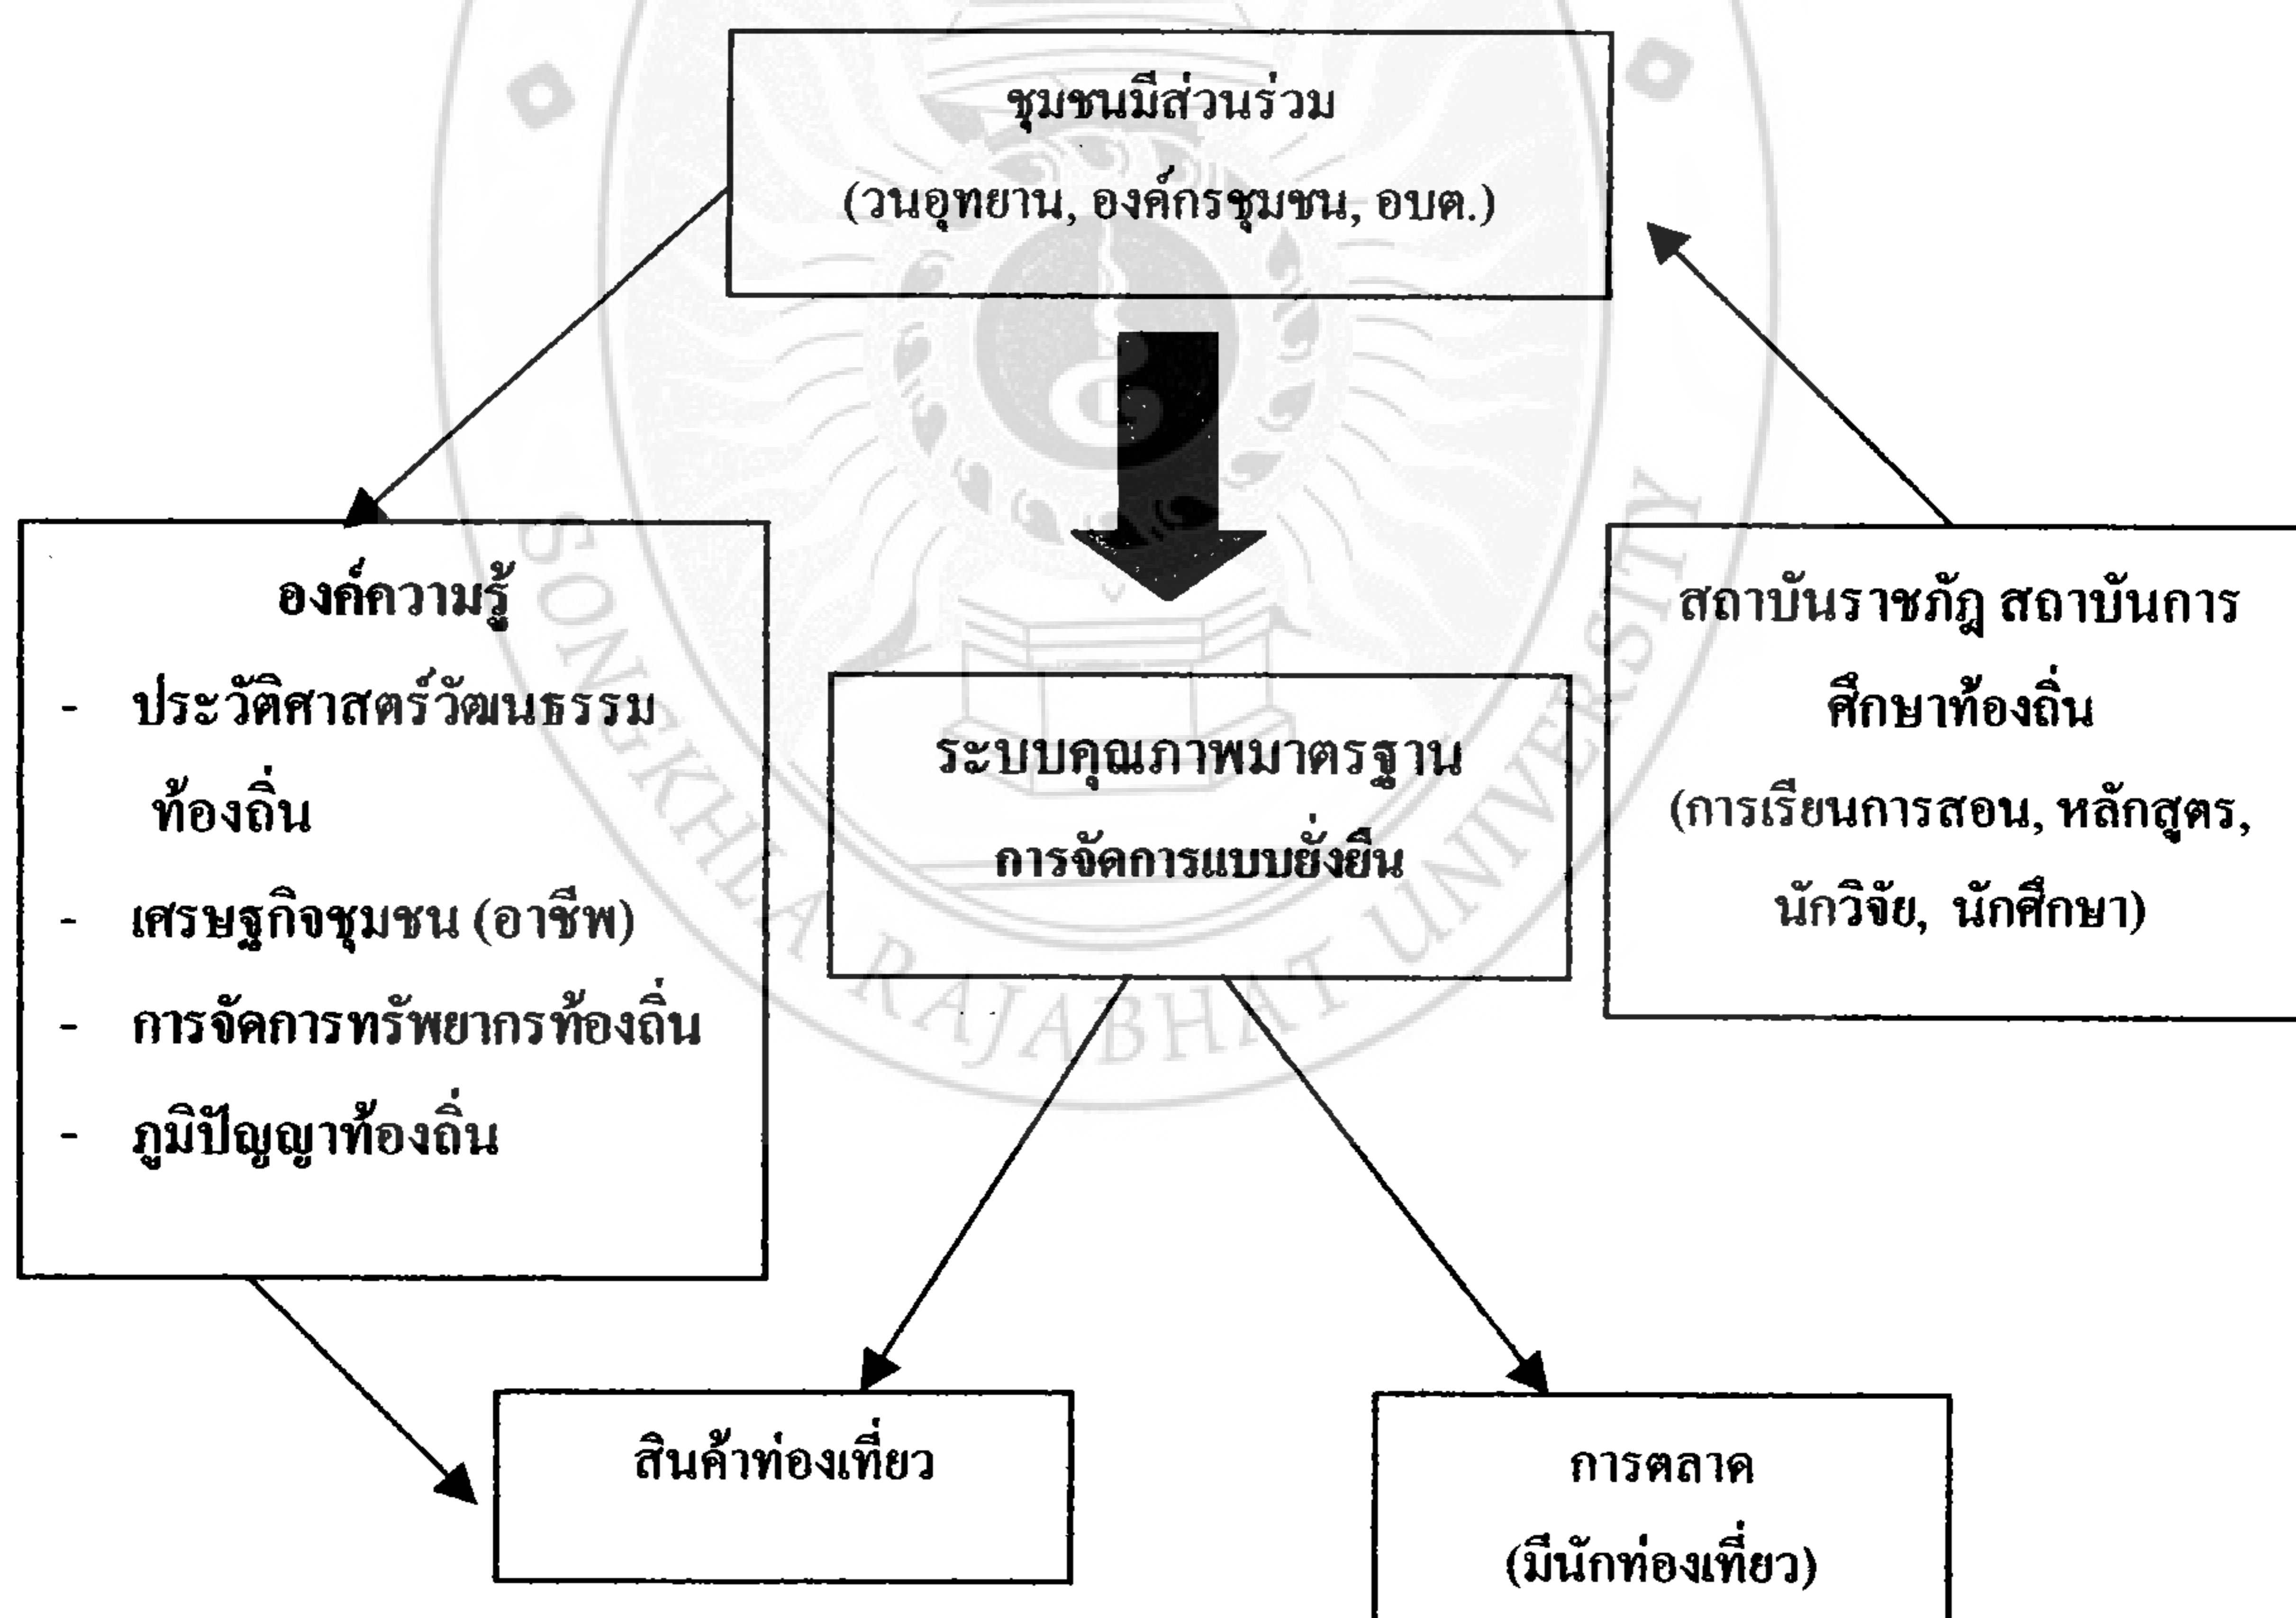 ชุมชนมีส่วนร่วม
(วนอุทยาน, องค์กรชุมชน, อบต.)
องค์ความรู้
- ประวัติศาสตร์วัฒนธรรม
ท้องถิ่น
- เศรษฐกิจชุมชน (อาชีพ)
- การจัดการทรัพยากรท้องถิ่น
- ภูมิปัญญาท้องถิ่น
ระบบคุณภาพมาตรฐาน
การจัดการแบบยั่งยืน
สถาบันราชภัฎ สถาบันการ
ศึกษาท้องถิ่น
(การเรียนการสอน, หลักสูตร,
นักวิจัย, นักศึกษา)
สินค้าท่องเที่ยว
การตลาด
(มีนักท่องเที่ยว)
SONGKHLA RAJABHAT UNIVERSITY